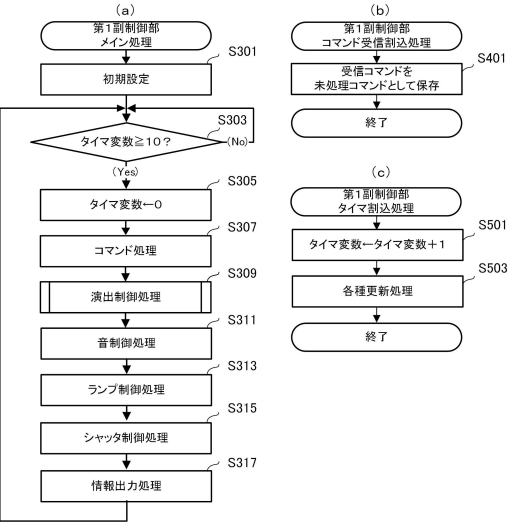 (a)
第1副制御部
メイン処理
S301
初期設定
S303
タイマ変数≧10?
(No)
(Yes)
S305
タイマ変数←0
S307
コマンド処理
S309
演出制御処理
S311
音制御処理
S313
ランプ制御処理
S315
シャッタ制御処理
S317
情報出力処理
(b)
第1副制御部
コマンド受信割込処理
S401
受信コマンドを
未処理コマンドとして保存
終了
(c)
第1副制御部
タイマ割込処理
S501
タイマ変数←タイマ変数+1
S503
各種更新処理
終了